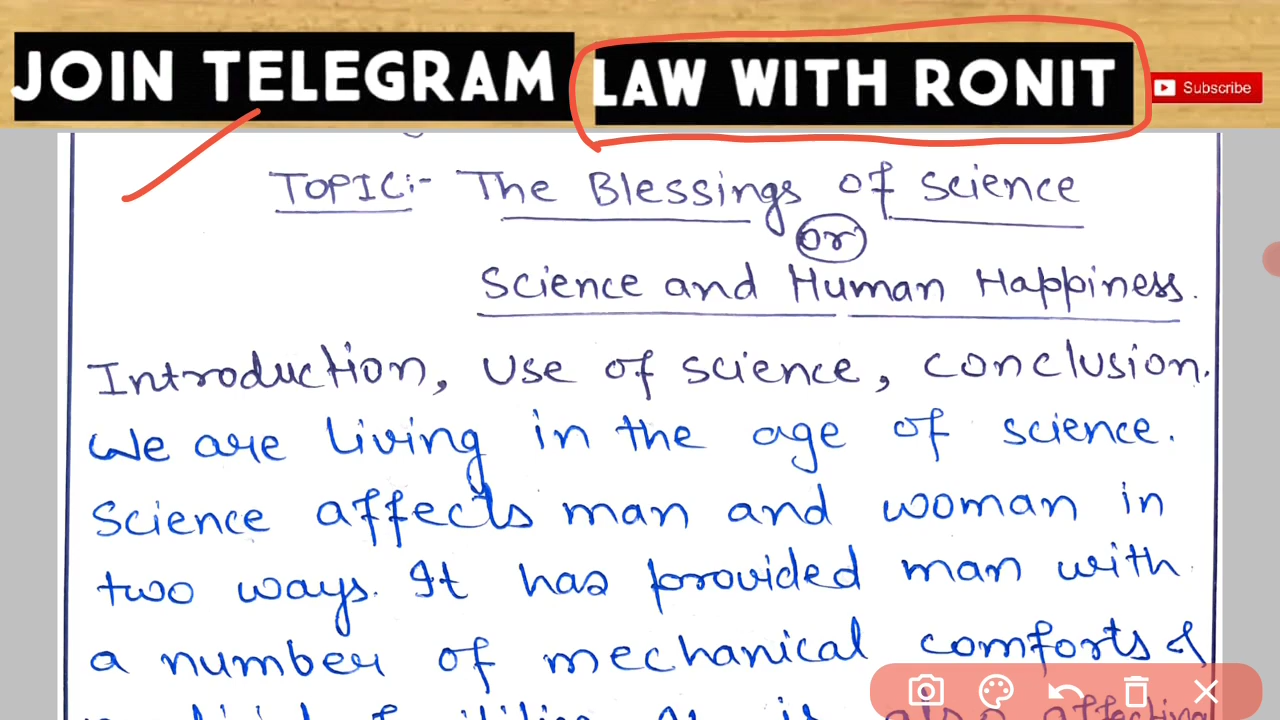 JOIN TELEGRAM LAW WITH RONIT
Subscribe
TOPIC:- The Blessings of science
or
Science and Human Happiness.
Introduction, Use of science, conclusion.
We are living in the age of science.
Science affects man and woman in
two ways. It has provided man with
a number of mechanical comforts &
also affecting